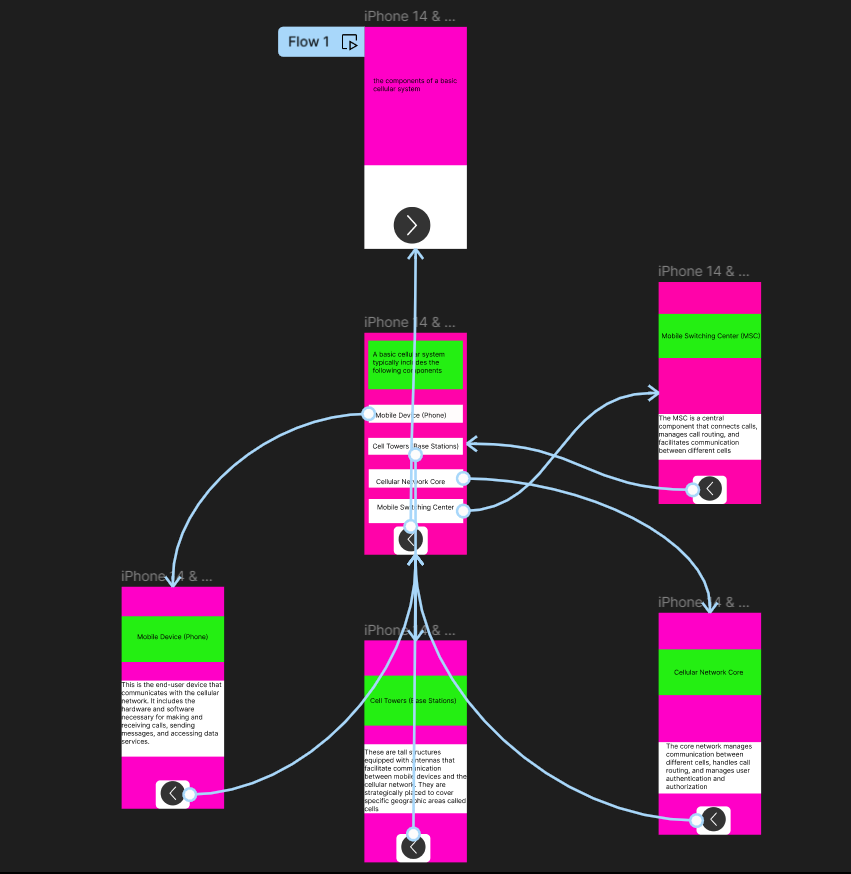 iPhone 14 & ...
Flow 1
the components of a basic
cellular system
iPhone 14 & ...
A basic cellular system
typically includes the
following components
Mobile Device (Phone)
Cell Towers (Base Stations)
Cellular Network Core
Mobile Switching Center
iPhone 14 & ...
Mobile Switching Center (MSC)
The MSC is a central
component that connects calls,
manages call routing, and
facilitates communication
between different cells
iPhone 14 & ...
Mobile Device (Phone)
This is the end-user device that
communicates with the cellular
network. It includes the
hardware and software
necessary for making and
receiving calls, sending
messages, and accessing data
services.
iPhone 14 & ...
Cell Towers (Base Stations)
These are tall structures
equipped with antennas that
facilitate communication
between mobile devices and the
cellular network. They are
strategically placed to cover
specific geographic areas called
cells
iPhone 14 & ...
Cellular Network Core
The core network manages
communication between
different cells, handles call
routing, and manages user
authentication and
authorization